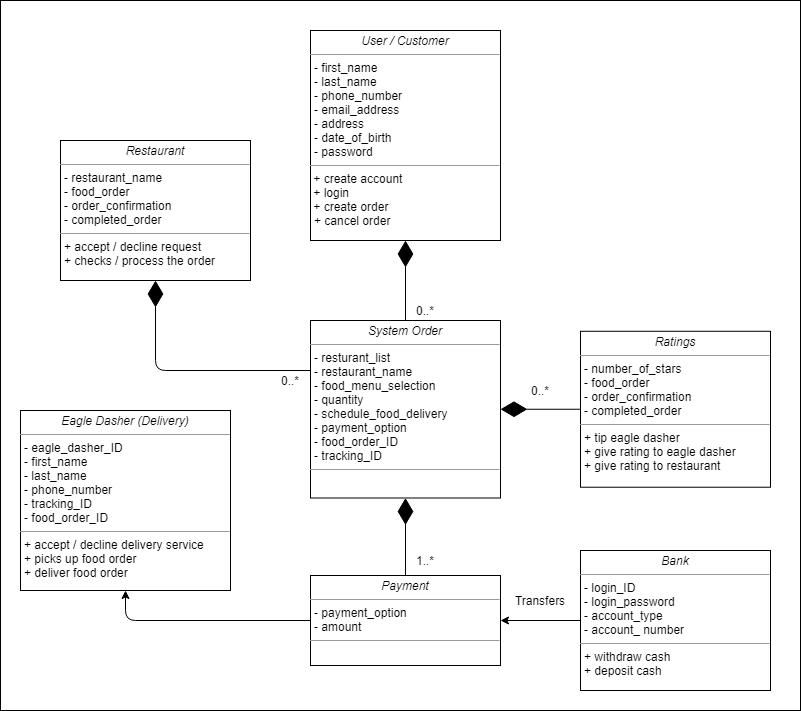 User / Customer
- first_name
- last_name
- phone_number
- email_address
- address
- date_of_birth
- password
+ create account
+ login
+ create order
+ cancel order
Restaurant
- restaurant_name
- food_order
- order_confirmation
- completed_order
+ accept / decline request
+ checks / process the order
0..*
0..*
System Order
- resturant_list
- restaurant_name
- food_menu_selection
- quantity
- schedule_food_delivery
- payment_option
- food_order_ID
- tracking_ID
0..*
Ratings
- number_of_stars
- food_order
- order_confirmation
- completed_order
+ tip eagle dasher
+ give rating to eagle dasher
+ give rating to restaurant
Eagle Dasher (Delivery)
- eagle_dasher_ID
- first_name
- last_name
- phone_number
- tracking_ID
- food_order_ID
+ accept / decline delivery service
+ picks up food order
+ deliver food order
1..*
Payment
- payment_option
- amount
Transfers
Bank
- login_ID
- login_password
- account_type
- account_ number
+ withdraw cash
+ deposit cash